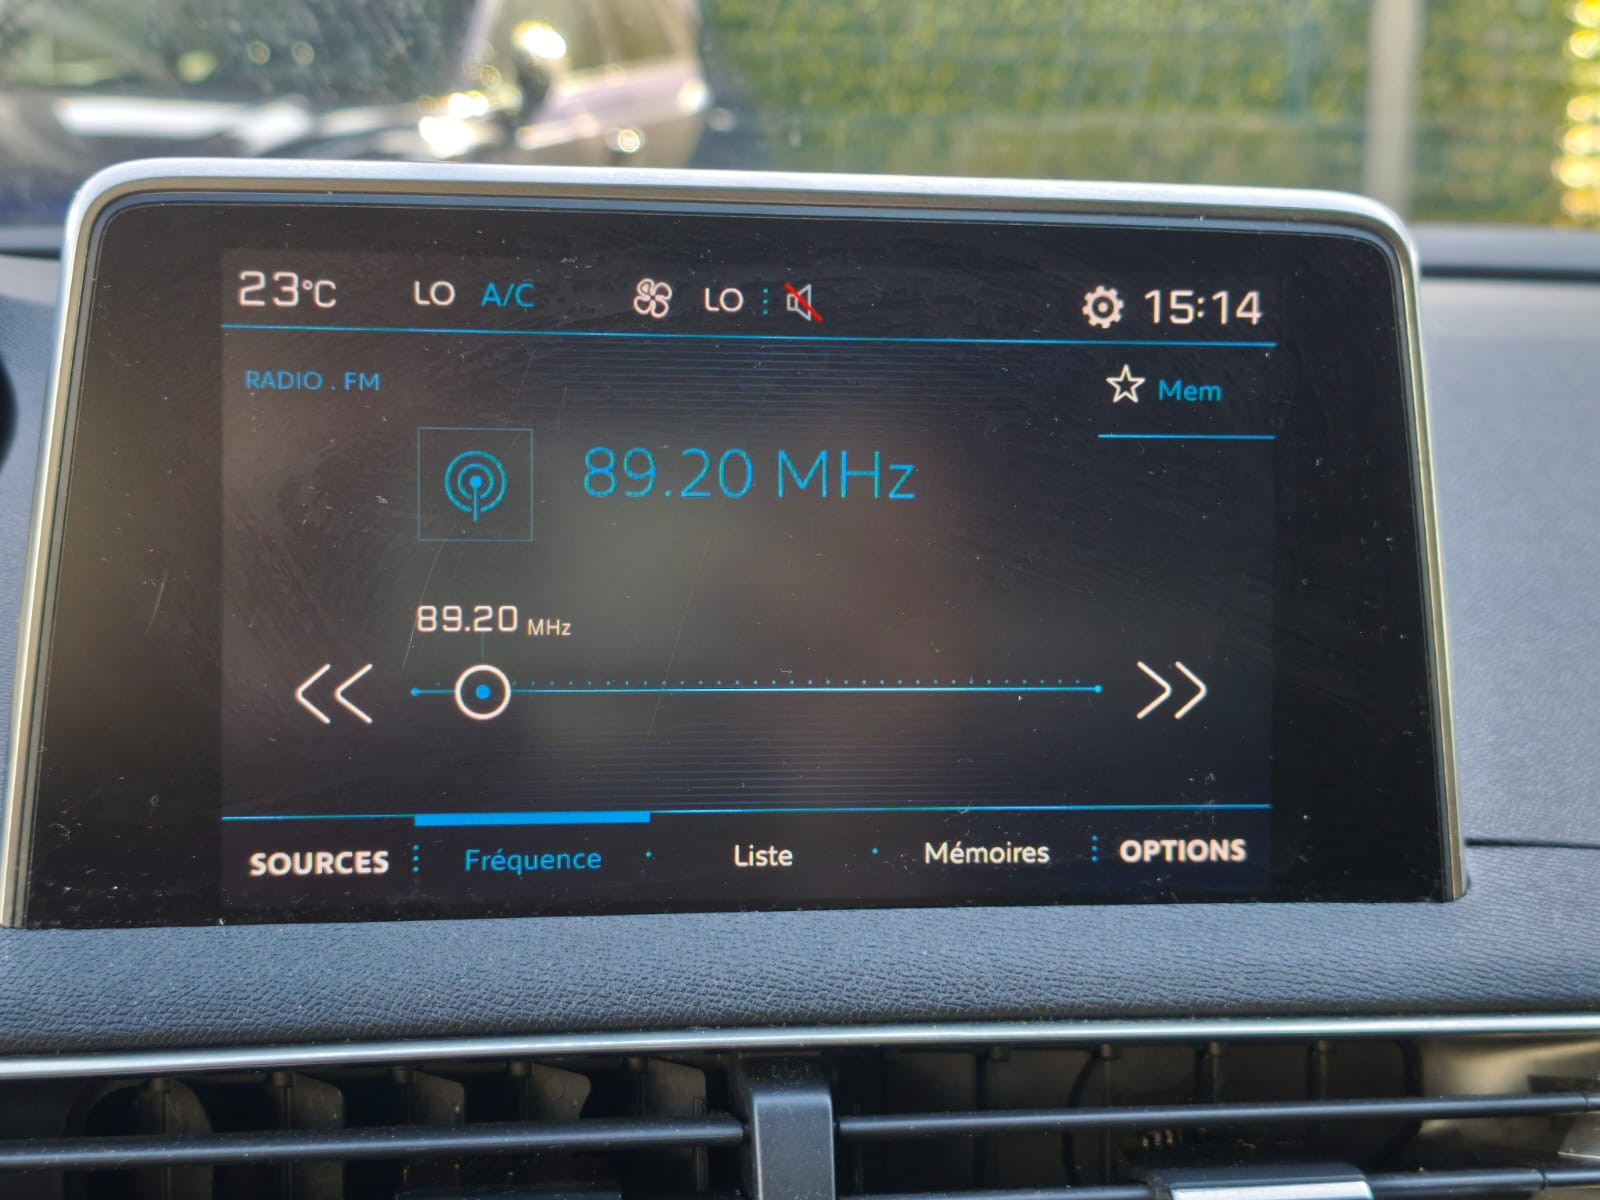 23°C LO A/C LO 15:14
RADIO . FM
Mem
89.20 MHz
89.20 MHz
SOURCES Fréquence Liste Mémoires OPTIONS